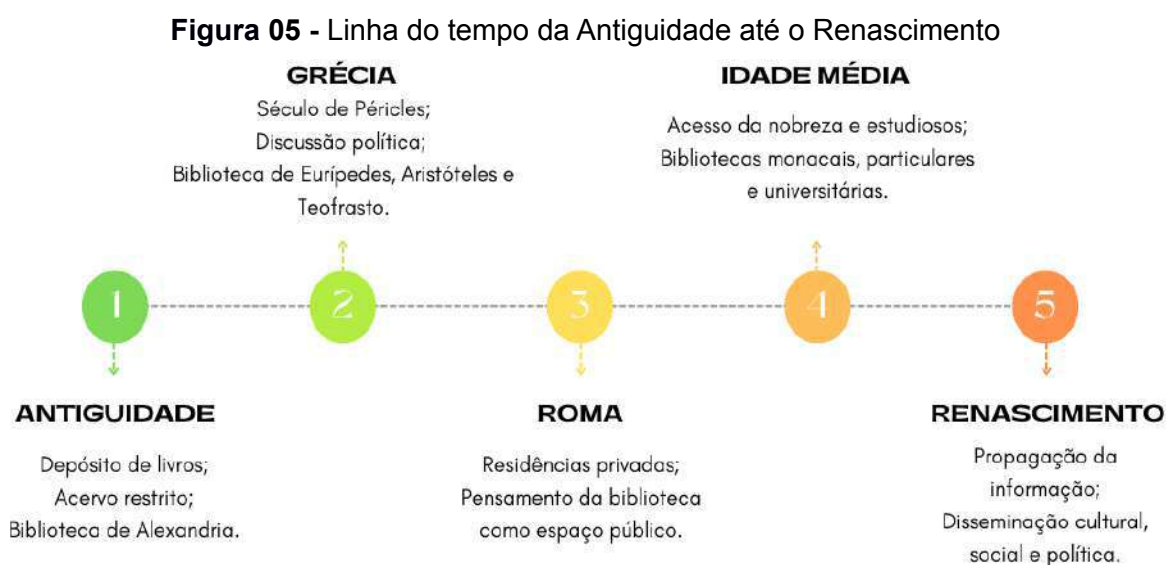 Figura 05 - Linha do tempo da Antiguidade até o Renascimento
GRÉCIA
Século de Péricles;
Discussão política;
Biblioteca de Eurípedes, Aristóteles e
Teofrasto.
IDADE MÉDIA
Acesso da nobreza e estudiosos;
Bibliotecas monacais, particulares
e universitárias.
1
2
3
4
5
ANTIGUIDADE
Depósito de livros;
Acervo restrito;
Biblioteca de Alexandria.
ROMA
Residências privadas;
Pensamento da biblioteca
como espaço público.
RENASCIMENTO
Propagação da
informação;
Disseminação cultural,
social e política.